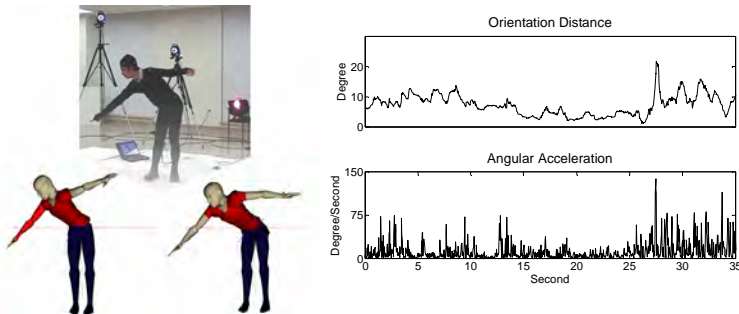 Orientation Distance
Degree
20
10
0
Angular Acceleration
Degree/Second
150
75
0
0 5 10 15 20 25 30 35
Second